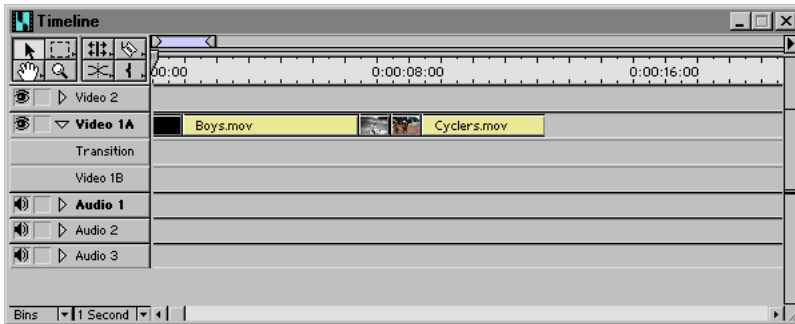 Timeline
00:00 0:00:08:00 0:00:16:00
Video 2
Video 1A Boys.mov Cyclers.mov
Transition
Video 1B
Audio 1
Audio 2
Audio 3
Bins 1 Second